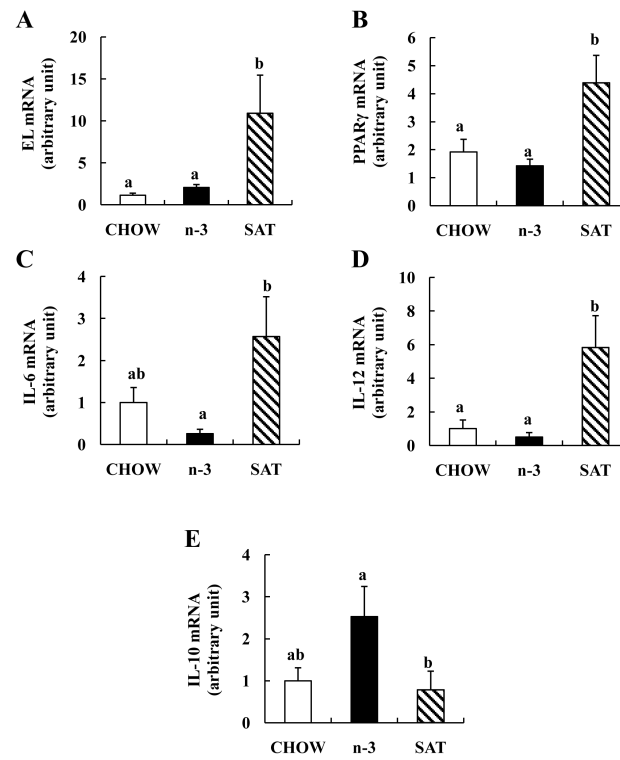 A
EL mRNA
(arbitrary unit)
20
15
10
5
0
a
a
b
CHOW n-3 SAT
B
PPARγ mRNA
(arbitrary unit)
6
5
4
3
2
1
0
a
a
b
CHOW n-3 SAT
C
IL-6 mRNA
(arbitrary unit)
4
3
2
1
0
ab
a
b
CHOW n-3 SAT
D
IL-12 mRNA
(arbitrary unit)
10
8
6
4
2
0
a
a
b
CHOW n-3 SAT
E
IL-10 mRNA
(arbitrary unit)
4
3
2
1
0
ab
a
b
CHOW n-3 SAT